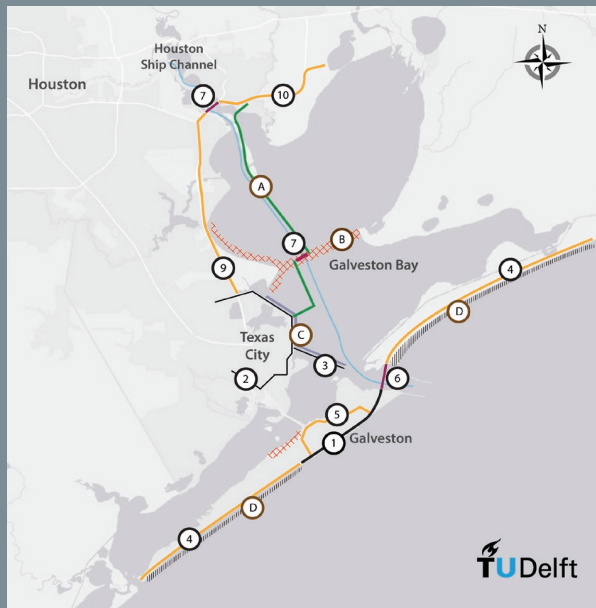 N
Houston
Ship Channel
Houston
7
10
A
7
B
Galveston Bay
9
4
D
Texas
City
C
3
2
6
5
1
Galveston
D
4
TUDelft